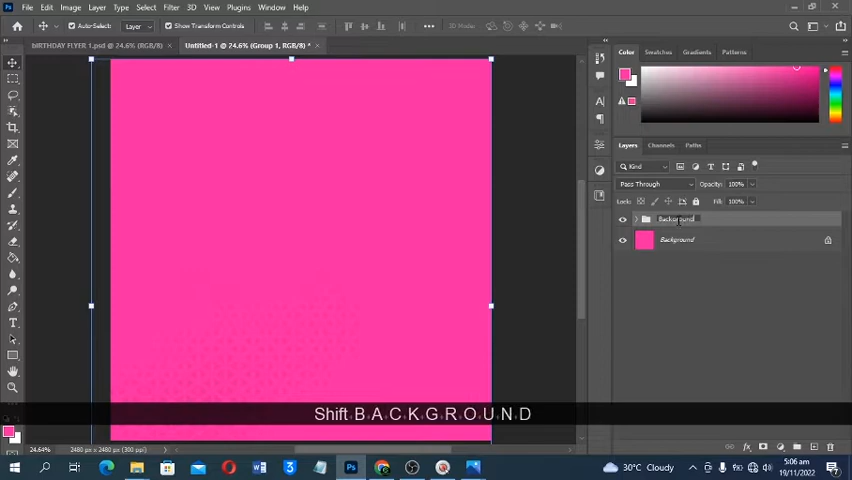 File Edit Image Layer Type Select Filter 3D View Plugins Window Help
Auto-Select: Layer Show Transform Controls 3D Mode:
BIRTHDAY FLYER 1.psd @ 24.6% (RGB/8) × Untitled-1 @ 24.6% (Group 1, RGB/8) * ×
Color Swatches Gradients Patterns
Layers Channels Paths
Kind
Pass Through Opacity: 100%
Locks Fill: 100%
Background
Background
Shift B A C K G R O U N D
24.64% 2480 px x 2480 px (300 ppi)
30°C Cloudy
5:06 am
19/11/2022